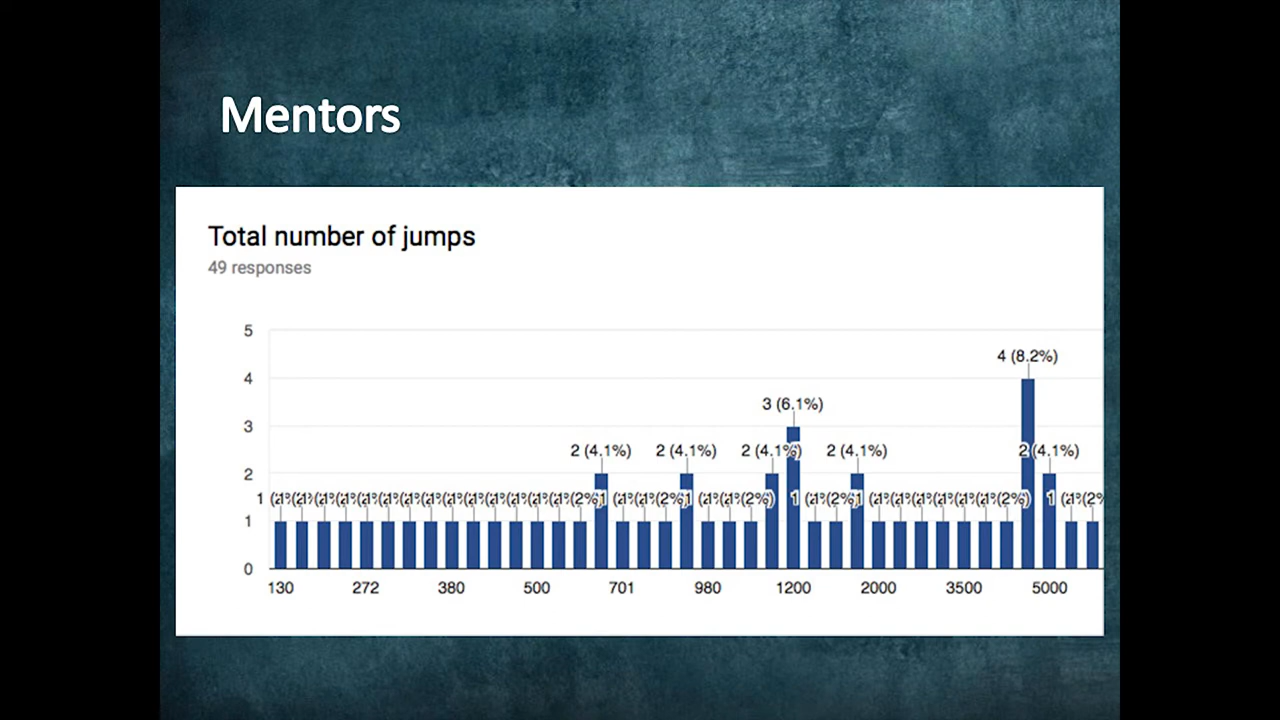 Mentors
Total number of jumps
49 responses
5
4 (8.2%)
4
3 (6.1%)
3
2 (4.1%) 2 (4.1%) 2 (4.1%) 2 (4.1%) 2 (4.1%)
2
1
0
130 272 380 500 701 980 1200 2000 3500 5000